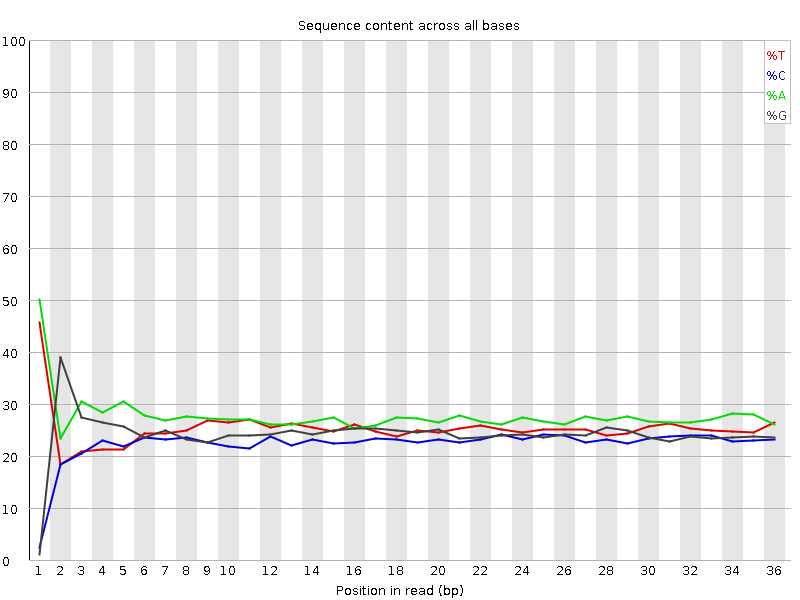 Sequence content across all bases
100
90
80
70
60
50
40
30
20
10
0
%T
%C
%A
%G
1 2 3 4 5 6 7 8 9 10 12 14 16 18 20 22 24 26 28 30 32 34 36
Position in read (bp)